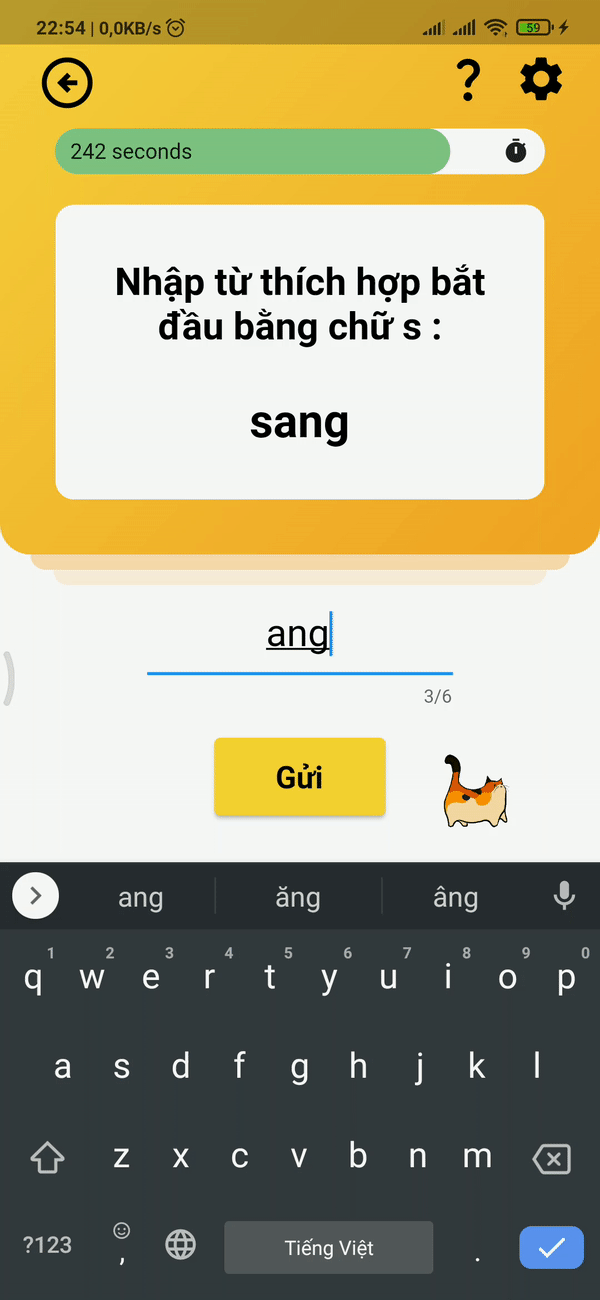 22:54 | 0,0KB/s
59
?
242 seconds
Nhập từ thích hợp bắt
đầu bằng chữ s :
sang
ang
3/6
Gửi
ang ăng âng
1 2 3 4 5 6 7 8 9 0
q w e r t y u i o p
a s d f g h j k l
z x c v b n m
?123 , Tiếng Việt .